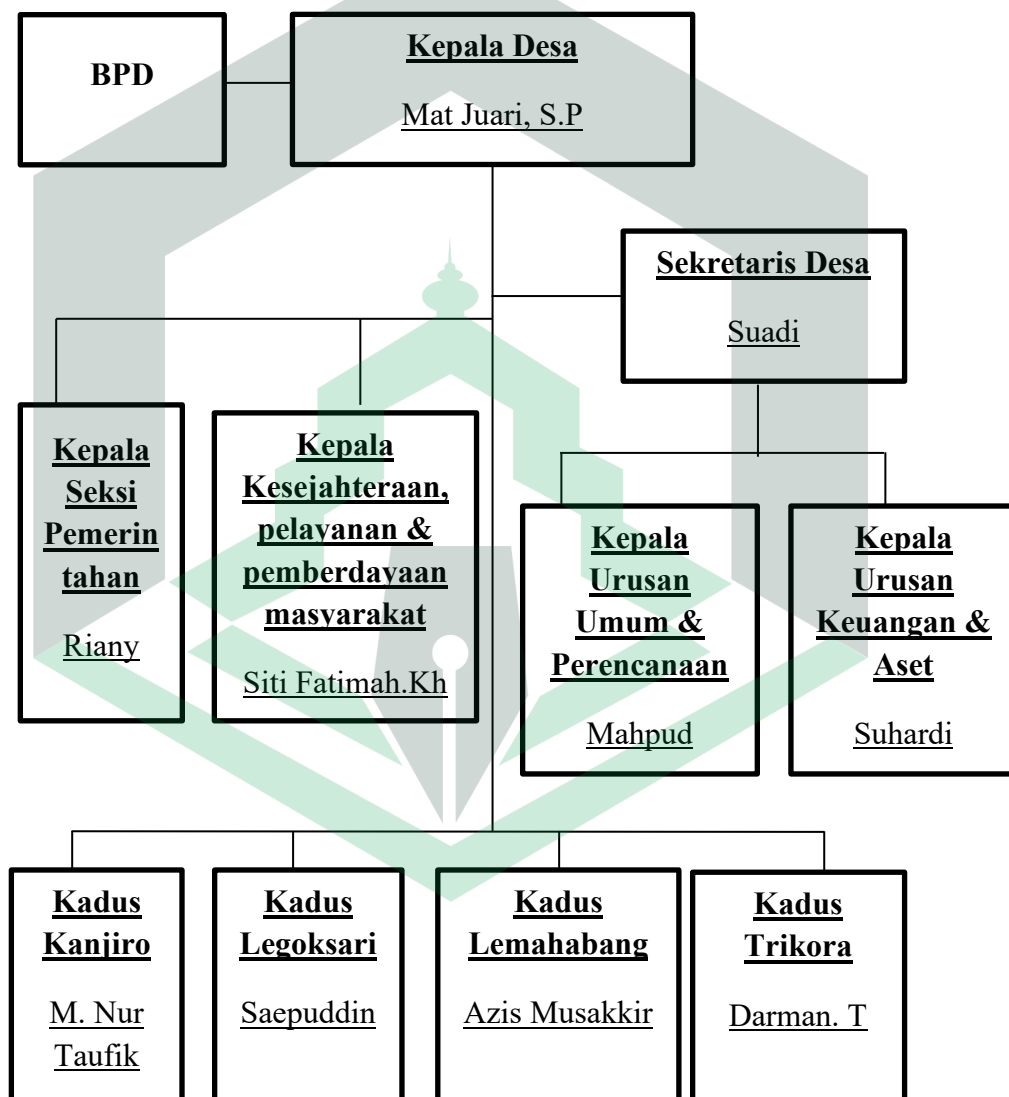 BPD
Kepala Desa
Mat Juari, S.P
Sekretaris Desa
Suadi
Kepala
Seksi
Pemerin
tahan
Riany
Kepala
Kesejahteraan,
pelayanan &
pemberdayaan
masyarakat
Siti Fatimah.Kh
Kepala
Urusan
Umum &
Perencanaan
Mahpud
Kepala
Urusan
Keuangan &
Aset
Suhardi
Kadus
Kanjiro
M. Nur
Taufik
Kadus
Legoksari
Saepuddin
Kadus
Lemahabang
Azis Musakkir
Kadus
Trikora
Darman. T